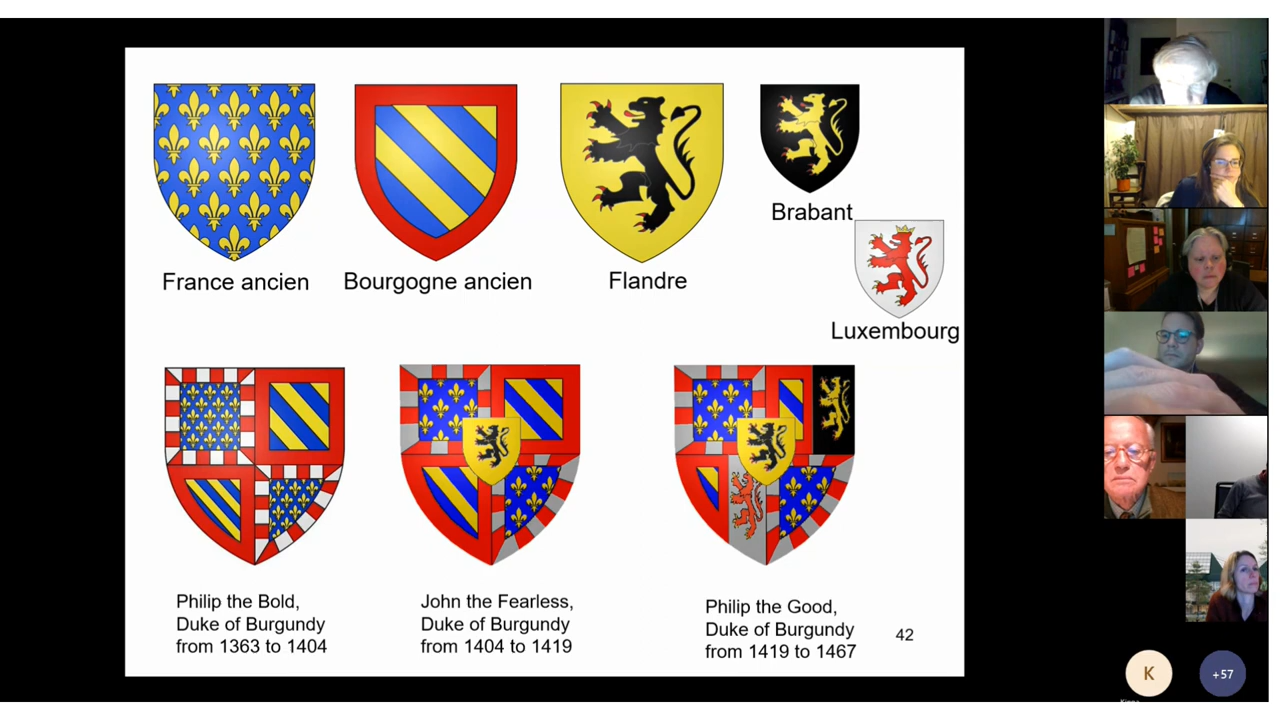 France ancien
Bourgogne ancien
Flandre
Brabant
Luxembourg
Philip the Bold,
Duke of Burgundy
from 1363 to 1404
John the Fearless,
Duke of Burgundy
from 1404 to 1419
Philip the Good,
Duke of Burgundy
from 1419 to 1467
42
K
+57